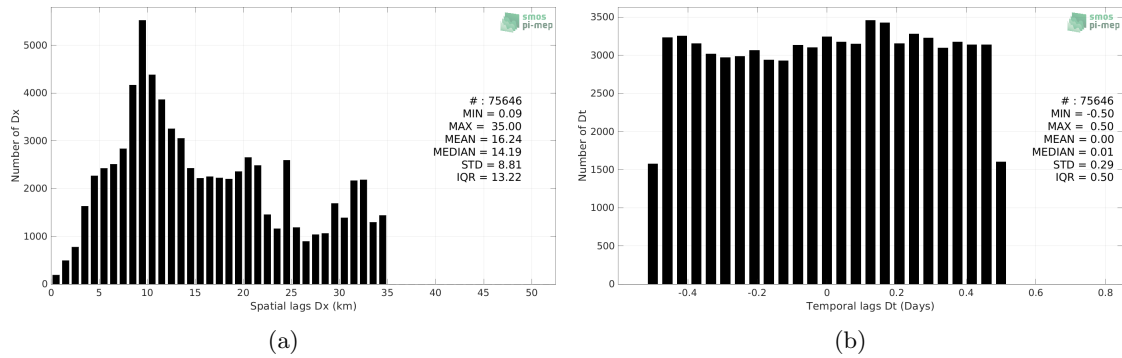 smos
pi-mep
5000
4000
3000
2000
1000
0
Number of Dx
# : 75646
MIN = 0.09
MAX = 35.00
MEAN = 16.24
MEDIAN = 14.19
STD = 8.81
IQR = 13.22
0 5 10 15 20 25 30 35 40 45 50
Spatial lags Dx (km)
(a)
smos
pi-mep
3500
3000
2500
2000
1500
1000
500
0
Number of Dt
# : 75646
MIN = -0.50
MAX = 0.50
MEAN = 0.00
MEDIAN = 0.01
STD = 0.29
IQR = 0.50
-0.4 -0.2 0 0.2 0.4 0.6 0.8
Temporal lags Dt (Days)
(b)